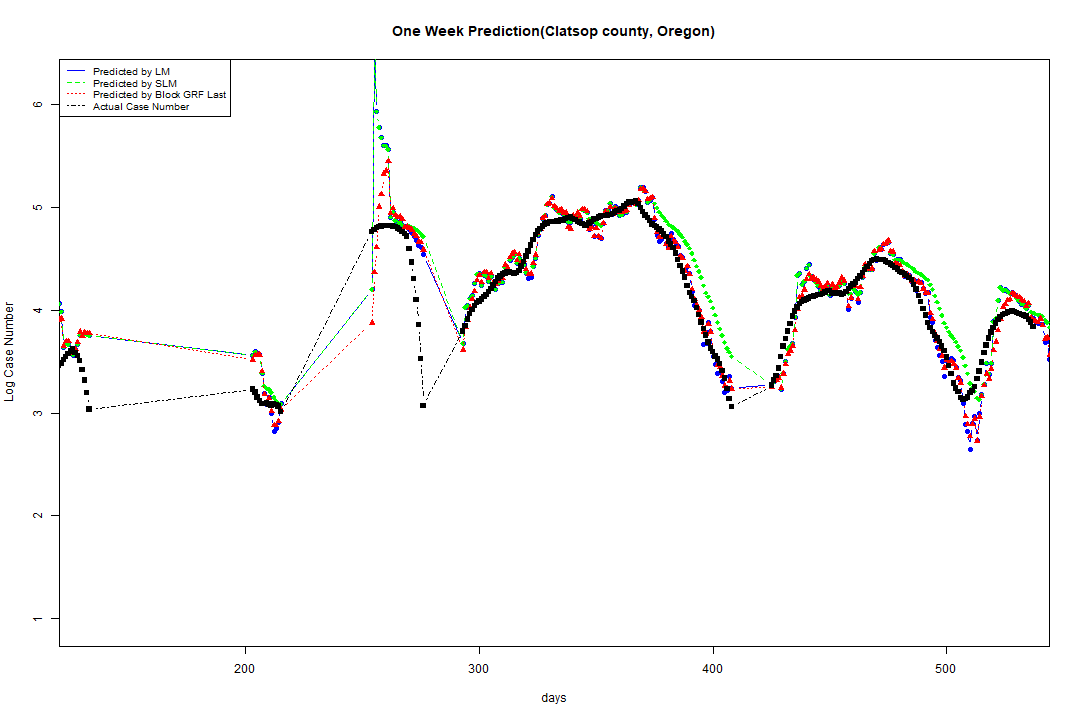 One Week Prediction(Clatsop county, Oregon)
Predicted by LM
Predicted by SLM
Predicted by Block GRF Last
Actual Case Number
Log Case Number
6
5
4
3
2
1
200
300
400
500
days